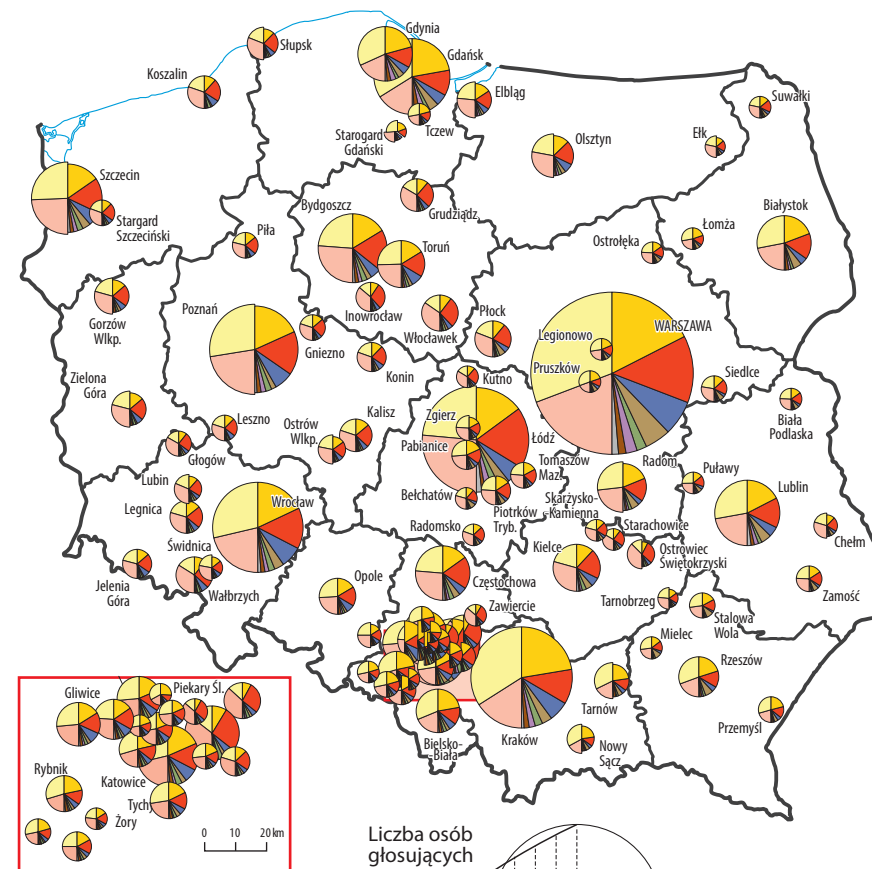 Gdynia
Słupsk
Gdańsk
Koszalin
Elbląg
Suwałki
Tczew
Starogard
Gdański
Olsztyn
Ełk
Szczecin
Stargard
Szczeciński
Grudziądz
Bydgoszcz
Białystok
Piła
Toruń
Ostrołęka
Łomża
Gorzów
Wlkp.
Poznań
Inowrocław
Włocławek
Płock
Legionowo
WARSZAWA
Gniezno
Pruszków
Siedlce
Zielona
Góra
Konin
Kutno
Biała
Podlaska
Leszno
Ostrów
Wlkp.
Kalisz
Zgierz
Łódź
Głogów
Pabianice
Tomaszów
Maz.
Radom
Puławy
Lubin
Bełchatów
Piotrków
Tryb.
Skarżysko-
-Kamienna
Lublin
Legnica
Wrocław
Radomsko
Starachowice
Chełm
Świdnica
Kielce
Ostrowiec
Świętokrzyski
Jelenia
Góra
Wałbrzych
Opole
Częstochowa
Zamość
Zawiercie
Tarnobrzeg
Stalowa
Wola
Mielec
Rzeszów
Gliwice
Piekary Śl.
Tarnów
Przemyśl
Bielsko-
-Biała
Kraków
Nowy
Sącz
Rybnik
Katowice
Tychy
Żory
0 10 20 km
Liczba osób
głosujących